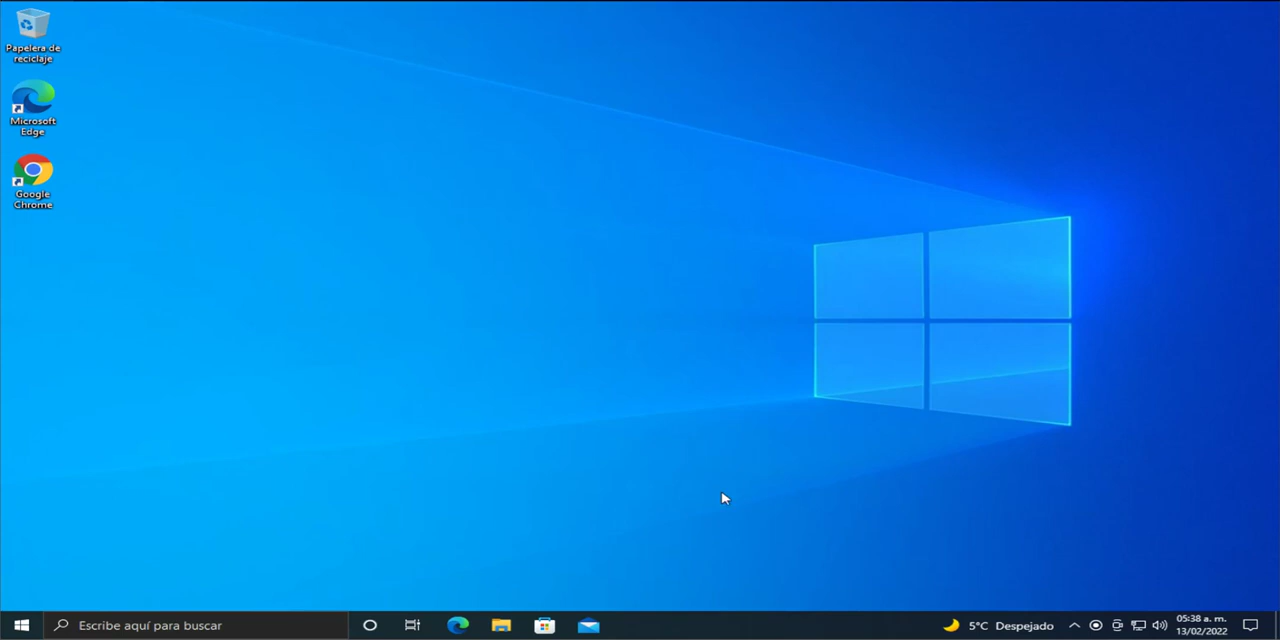 Papelera de
reciclaje
Microsoft
Edge
Google
Chrome
Escribe aquí para buscar
5°C Despejado
05:38 a. m.
13/02/2022